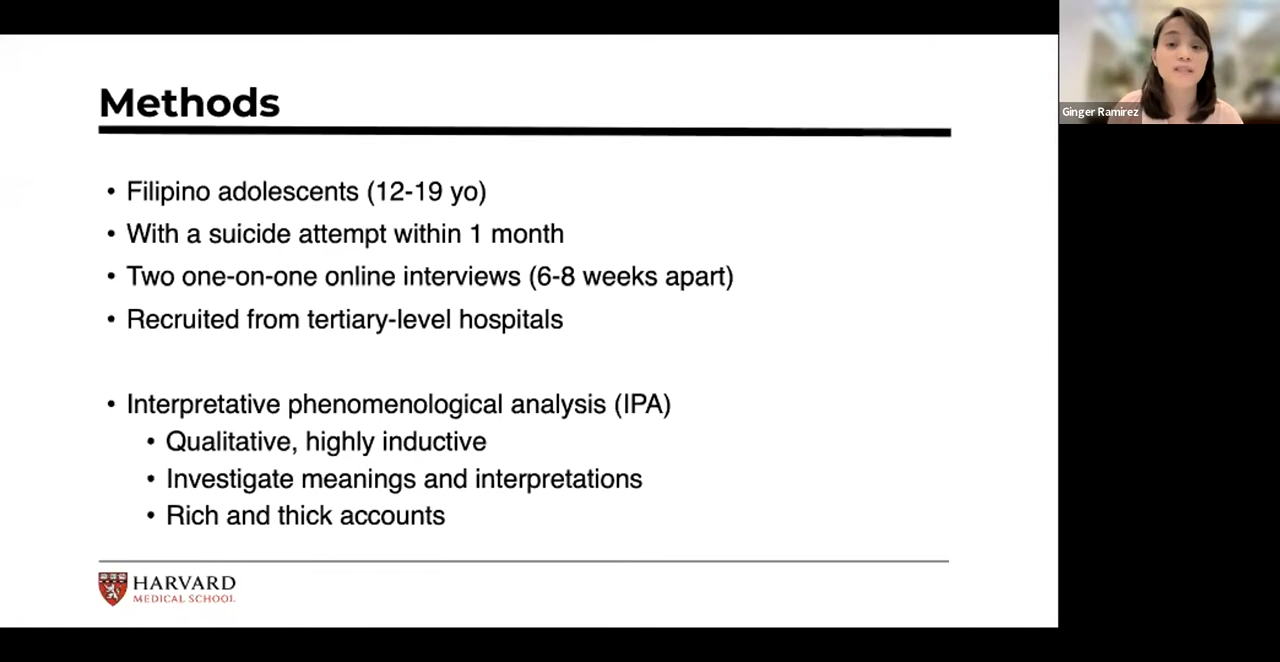 Methods
• Filipino adolescents (12-19 yo)
• With a suicide attempt within 1 month
• Two one-on-one online interviews (6-8 weeks apart)
• Recruited from tertiary-level hospitals
• Interpretative phenomenological analysis (IPA)
• Qualitative, highly inductive
• Investigate meanings and interpretations
• Rich and thick accounts
HARVARD
MEDICAL SCHOOL
Ginger Ramirez